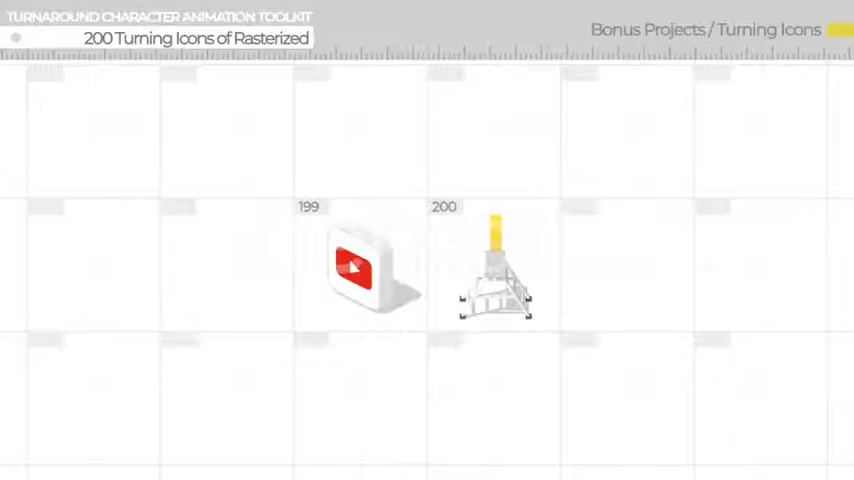 TURNAROUND CHARACTER ANIMATION TOOLKIT
200 Turning Icons of Rasterized
Bonus Projects / Turning Icons
199
200